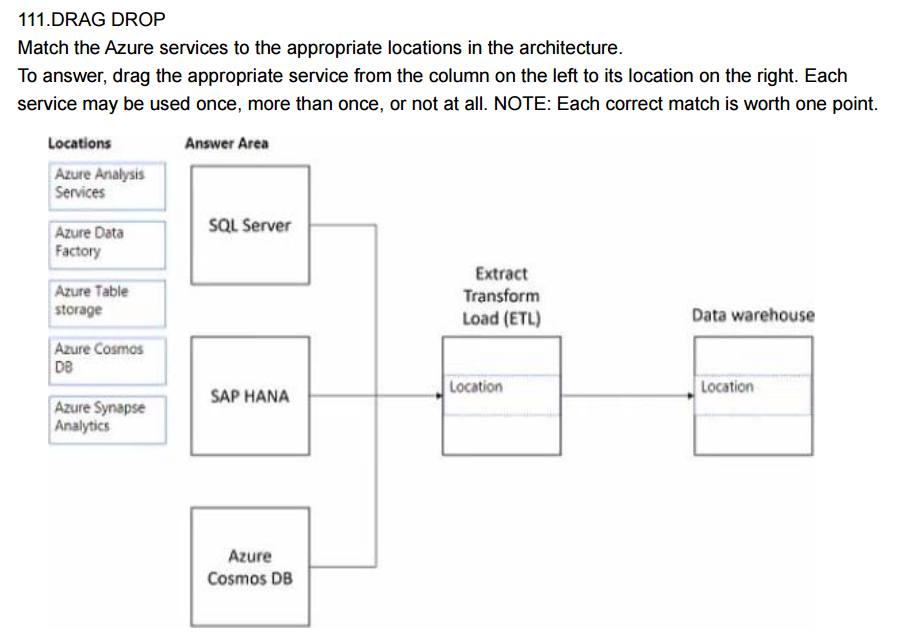 111.DRAG DROP
Match the Azure services to the appropriate locations in the architecture.
To answer, drag the appropriate service from the column on the left to its location on the right. Each
service may be used once, more than once, or not at all. NOTE: Each correct match is worth one point.
Locations
Answer Area
Azure Analysis
Services
Azure Data
Factory
Azure Table
storage
Azure Cosmos
DB
Azure Synapse
Analytics
SQL Server
SAP HANA
Azure
Cosmos DB
Extract
Transform
Load (ETL)
Location
Data warehouse
Location